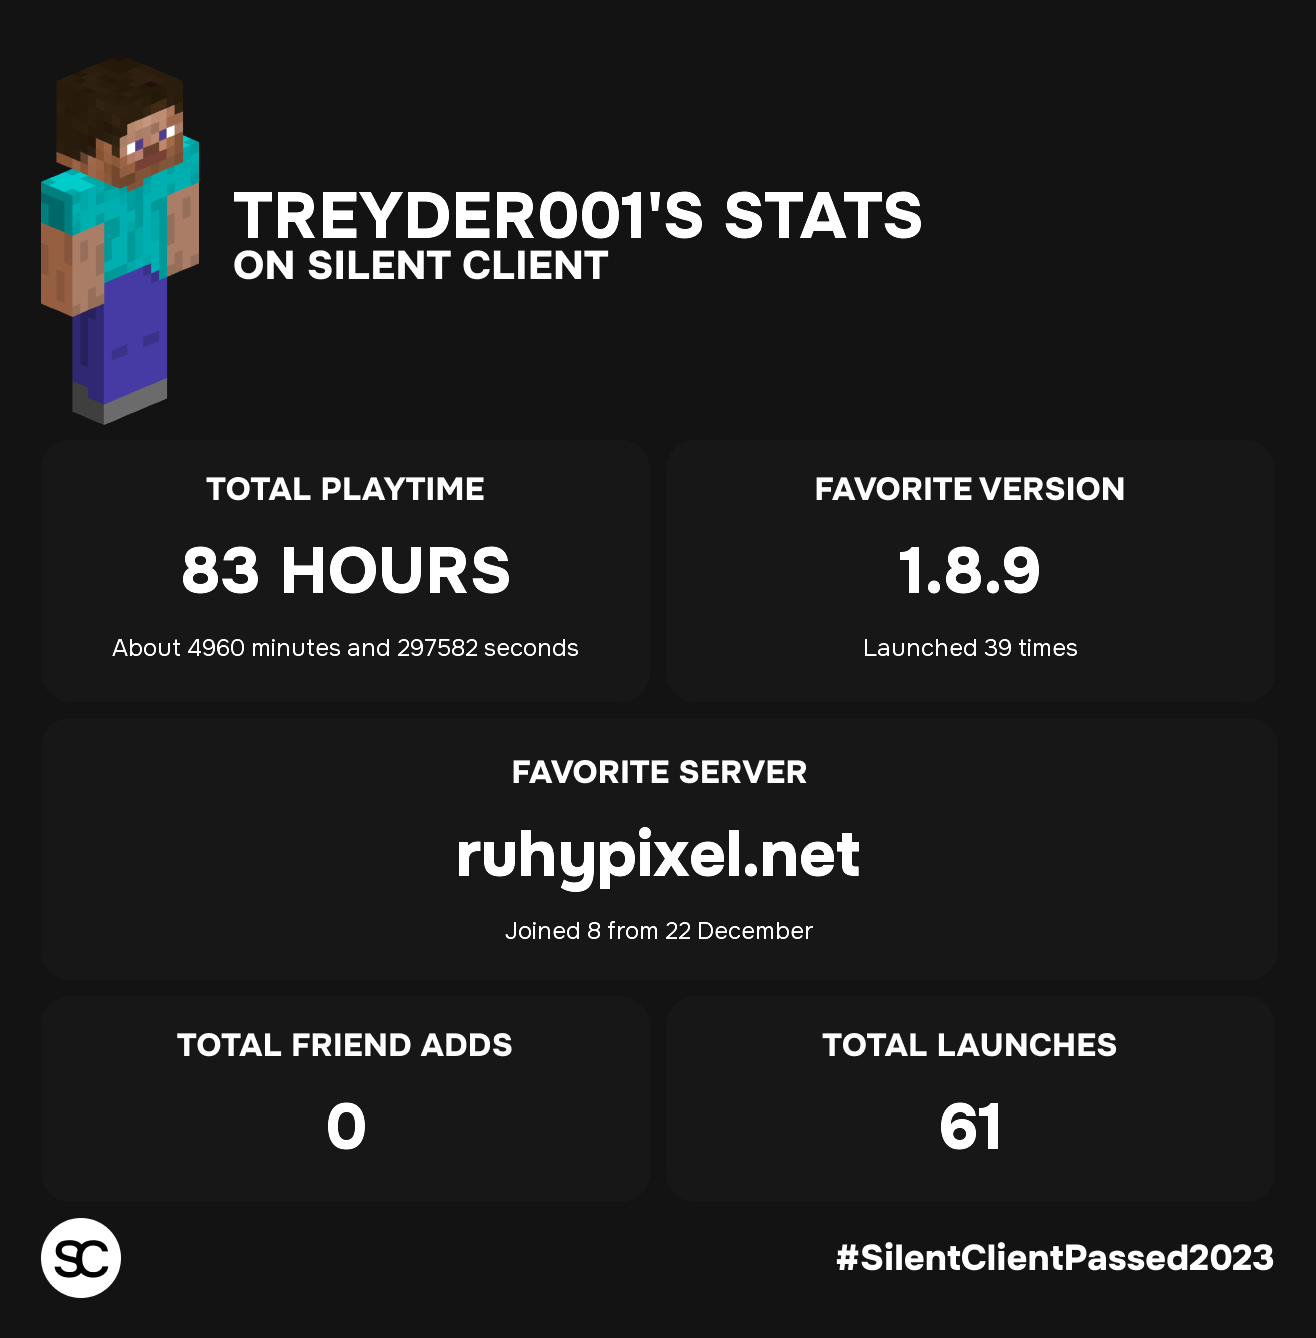 TREYDER001'S STATS
ON SILENT CLIENT
TOTAL PLAYTIME
83 HOURS
About 4960 minutes and 297582 seconds
FAVORITE VERSION
1.8.9
Launched 39 times
FAVORITE SERVER
ruhypixel.net
Joined 8 from 22 December
TOTAL FRIEND ADDS
0
TOTAL LAUNCHES
61
SC
#SilentClientPassed2023